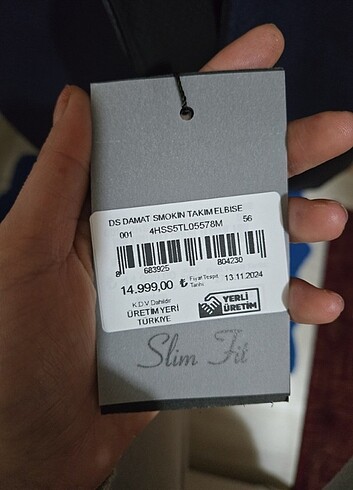 DS DAMAT SMOKİN TAKIM ELBİSE
001 4HSS5TL05578M 56
8 683925 804230
14.999,00 ₺ Fiyat Tespit Tarihi 13.11.2024
K.D.V Dahildir
ÜRETİM YERİ
TÜRKİYE
YERLİ
ÜRETİM
Slim Fit